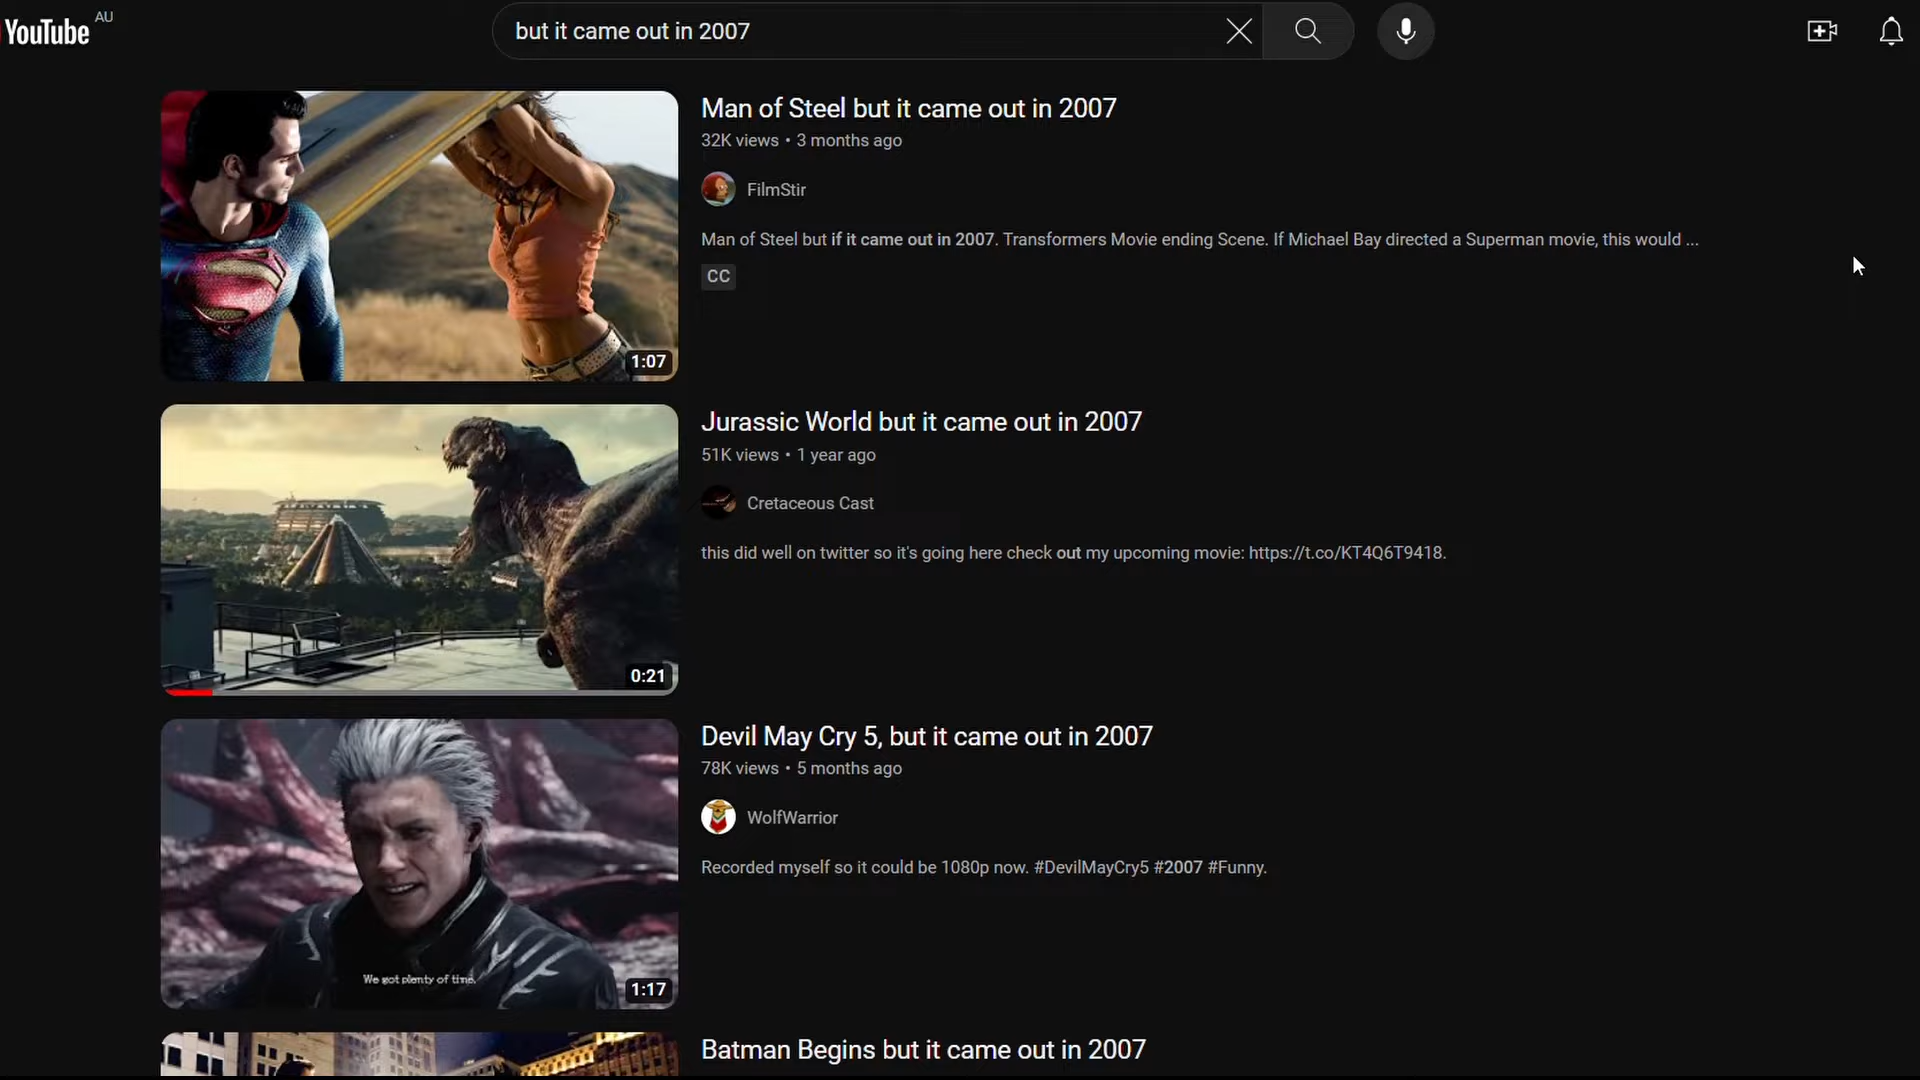 YouTube AU
but it came out in 2007
Man of Steel but it came out in 2007
32K views • 3 months ago
FilmStir
Man of Steel but if it came out in 2007. Transformers Movie ending Scene. If Michael Bay directed a Superman movie, this would ...
CC
1:07
Jurassic World but it came out in 2007
51K views • 1 year ago
Cretaceous Cast
this did well on twitter so it's going here check out my upcoming movie: https://t.co/KT4Q6T9418.
0:21
Devil May Cry 5, but it came out in 2007
78K views • 5 months ago
WolfWarrior
Recorded myself so it could be 1080p now. #DevilMayCry5 #2007 #Funny.
We got plenty of time.
1:17
Batman Begins but it came out in 2007